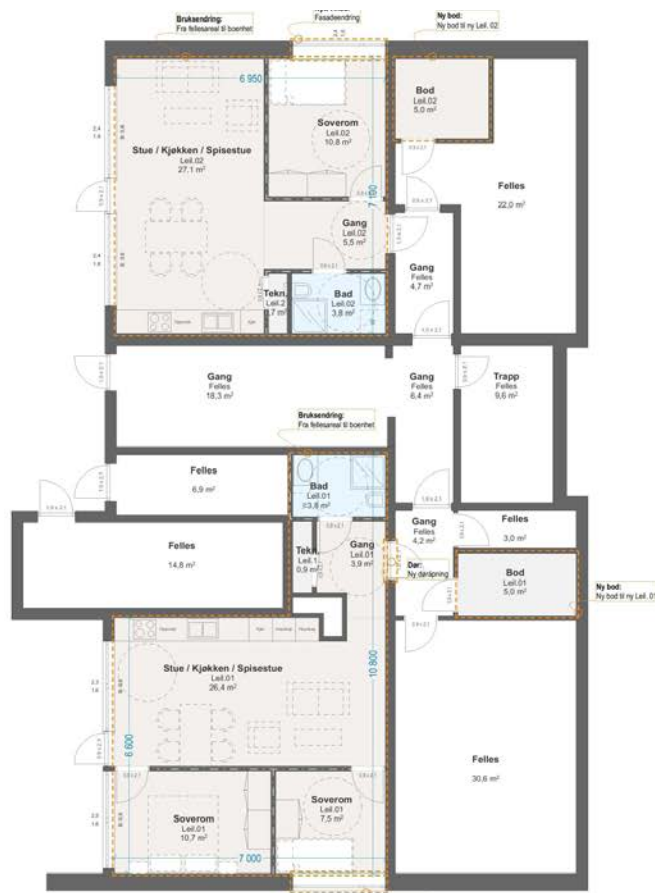 Bruksendring:
Fra fellesareal til boenhet
Fasadeendring
Ny bod:
Ny bod til ny Leil. 02
6 950
Bod
Leil.02
5,0 m²
Soverom
Leil.02
10,8 m²
Stue / Kjøkken / Spisestue
Leil.02
27,1 m²
Felles
22,0 m²
7 190
Gang
Leil.02
5,5 m²
Gang
Felles
4,7 m²
Tekn.
Leil.2
Bad
Leil.02
3,8 m²
Gang
Felles
18,3 m²
Gang
Felles
6,4 m²
Trapp
Felles
9,6 m²
Bruksendring:
Fra fellesareal til boenhet
Felles
6,9 m²
Bad
Leil.01
3,8 m²
Felles
14,8 m²
Tekn.
Leil.1
0,9 m²
Gang
Leil.01
3,9 m²
Gang
Felles
4,2 m²
Felles
3,0 m²
Dør:
Ny døråpning
Bod
Leil.01
5,0 m²
Ny bod:
Ny bod til ny Leil. 01
Stue / Kjøkken / Spisestue
Leil.01
26,4 m²
10 800
6 600
Felles
30,6 m²
Soverom
Leil.01
10,7 m²
Soverom
Leil.01
7,5 m²
7 000